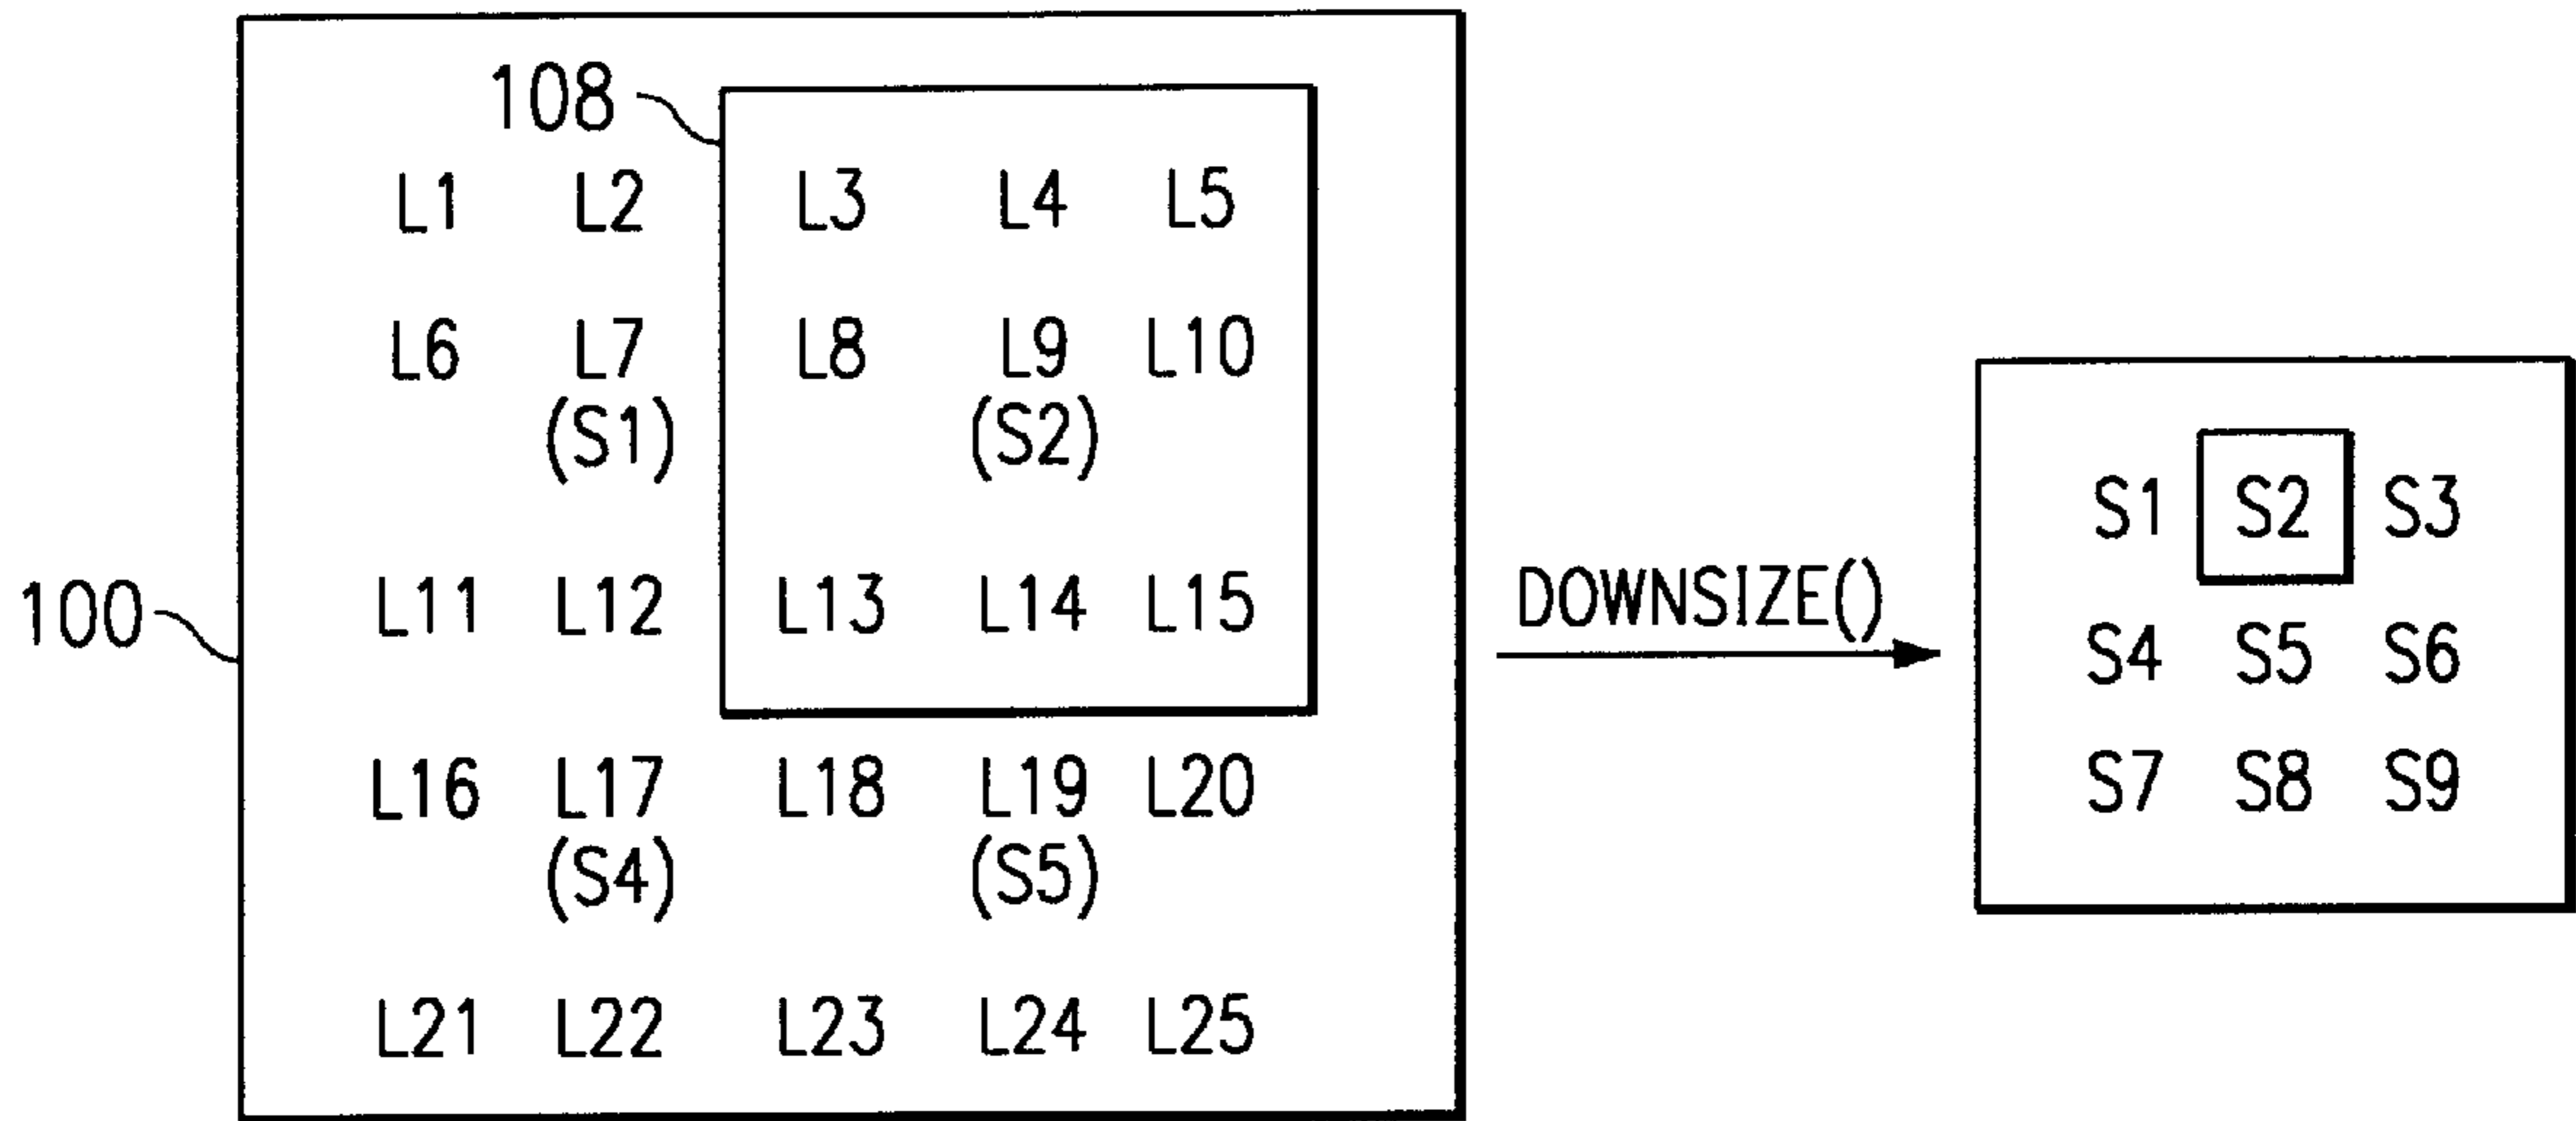 108
L1 L2 L3 L4 L5
L6 L7 L8 L9 L10
(S1) (S2)
L11 L12 L13 L14 L15
100
L16 L17 L18 L19 L20
(S4) (S5)
L21 L22 L23 L24 L25
DOWNSIZE()
S1 S2 S3
S4 S5 S6
S7 S8 S9